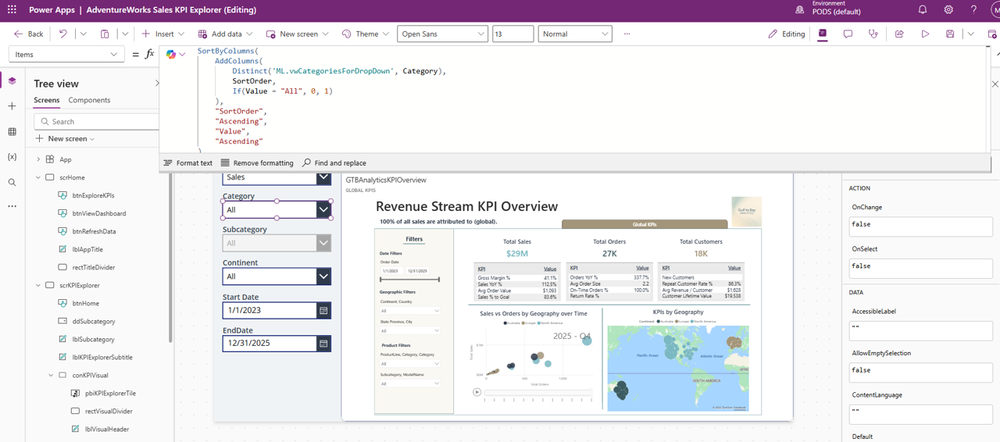 Power Apps | AdventureWorks Sales KPI Explorer (Editing)
Environment
PODS (default)
Back
Insert
Add data
New screen
Theme
Open Sans
13
Normal
Editing
Items
= fx
SortByColumns(
AddColumns(
Distinct('ML.vwCategoriesForDropDown', Category),
SortOrder,
If(Value = "All", 0, 1)
),
"SortOrder",
"Ascending",
"Value",
"Ascending"
)
Format text
Remove formatting
Find and replace
Tree view
Screens
Components
Search
New screen
App
scrHome
btnExploreKPIs
btnViewDashboard
btnRefreshData
lblAppTitle
rectTitleDivider
scrKPIExplorer
btnHome
ddSubcategory
lblSubcategory
lblKPIExplorerSubtitle
conKPIVisual
pbiKPIExplorerTile
rectVisualDivider
lblVisualHeader
Sales
Category
All
Subcategory
All
Continent
All
Start Date
1/1/2023
EndDate
12/31/2025
GTBAnalyticsKPIOverview
GLOBAL KPIS
Revenue Stream KPI Overview
100% of all sales are attributed to (global).
Gulf to Bay
ANALYTICS
Global KPIs
Filters
Date Filters
Order Date
1/1/2023 12/31/2025
Geographic Filters
Continent, Country
All
State Province, City
All
Product Filters
ProductLine, Category, Category
All
Subcategory, ModelName
All
Total Sales
$29M
KPI Value
Gross Margin % 41.1%
Sales YoY % 112.5%
Avg Order Value $1,093
Sales % to Goal 83.6%
Total Orders
27K
KPI Value
Orders YoY % 337.7%
Avg Order Size 2.2
On-Time Orders % 100.0%
Return Rate %
Total Customers
18K
KPI Value
New Customers
Repeat Customer Rate % 86.3%
Avg Revenue / Customer $1,628
Customer Lifetime Value $19,538
Sales vs Orders by Geography over Time
Australia Europe North America
2025 - Q4
Total Sales
$1M
$0M
0 500 1,000
Total Orders
KPIs by Geography
Continent Australia Europe North America
Pacific Ocean
Atlantic Ocean
AFRI
SOUTH AMERICA
ACTION
OnChange
false
OnSelect
false
DATA
AccessibleLabel
""
AllowEmptySelection
false
ContentLanguage
""
Default